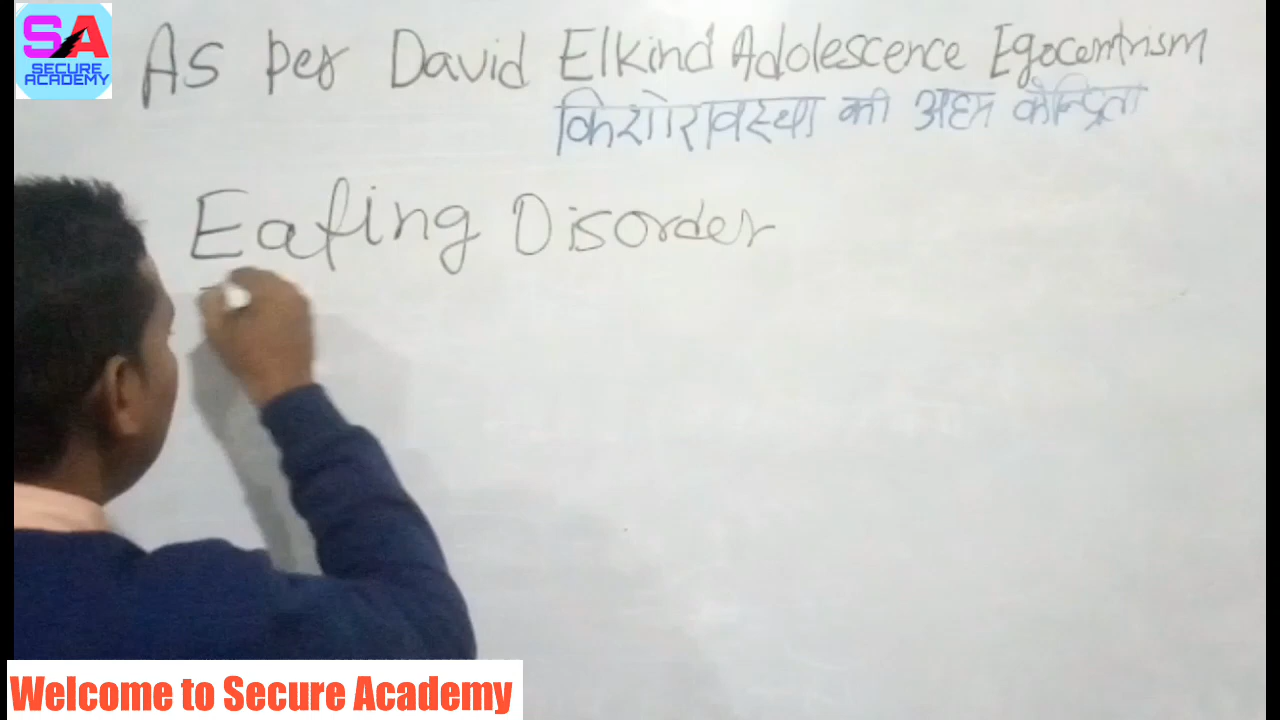 SA
SECURE
ACADEMY
As per David Elkind Adolescence Egocentrism
किशोरावस्था की अहम केन्द्रिता
Eating Disorder
Welcome to Secure Academy